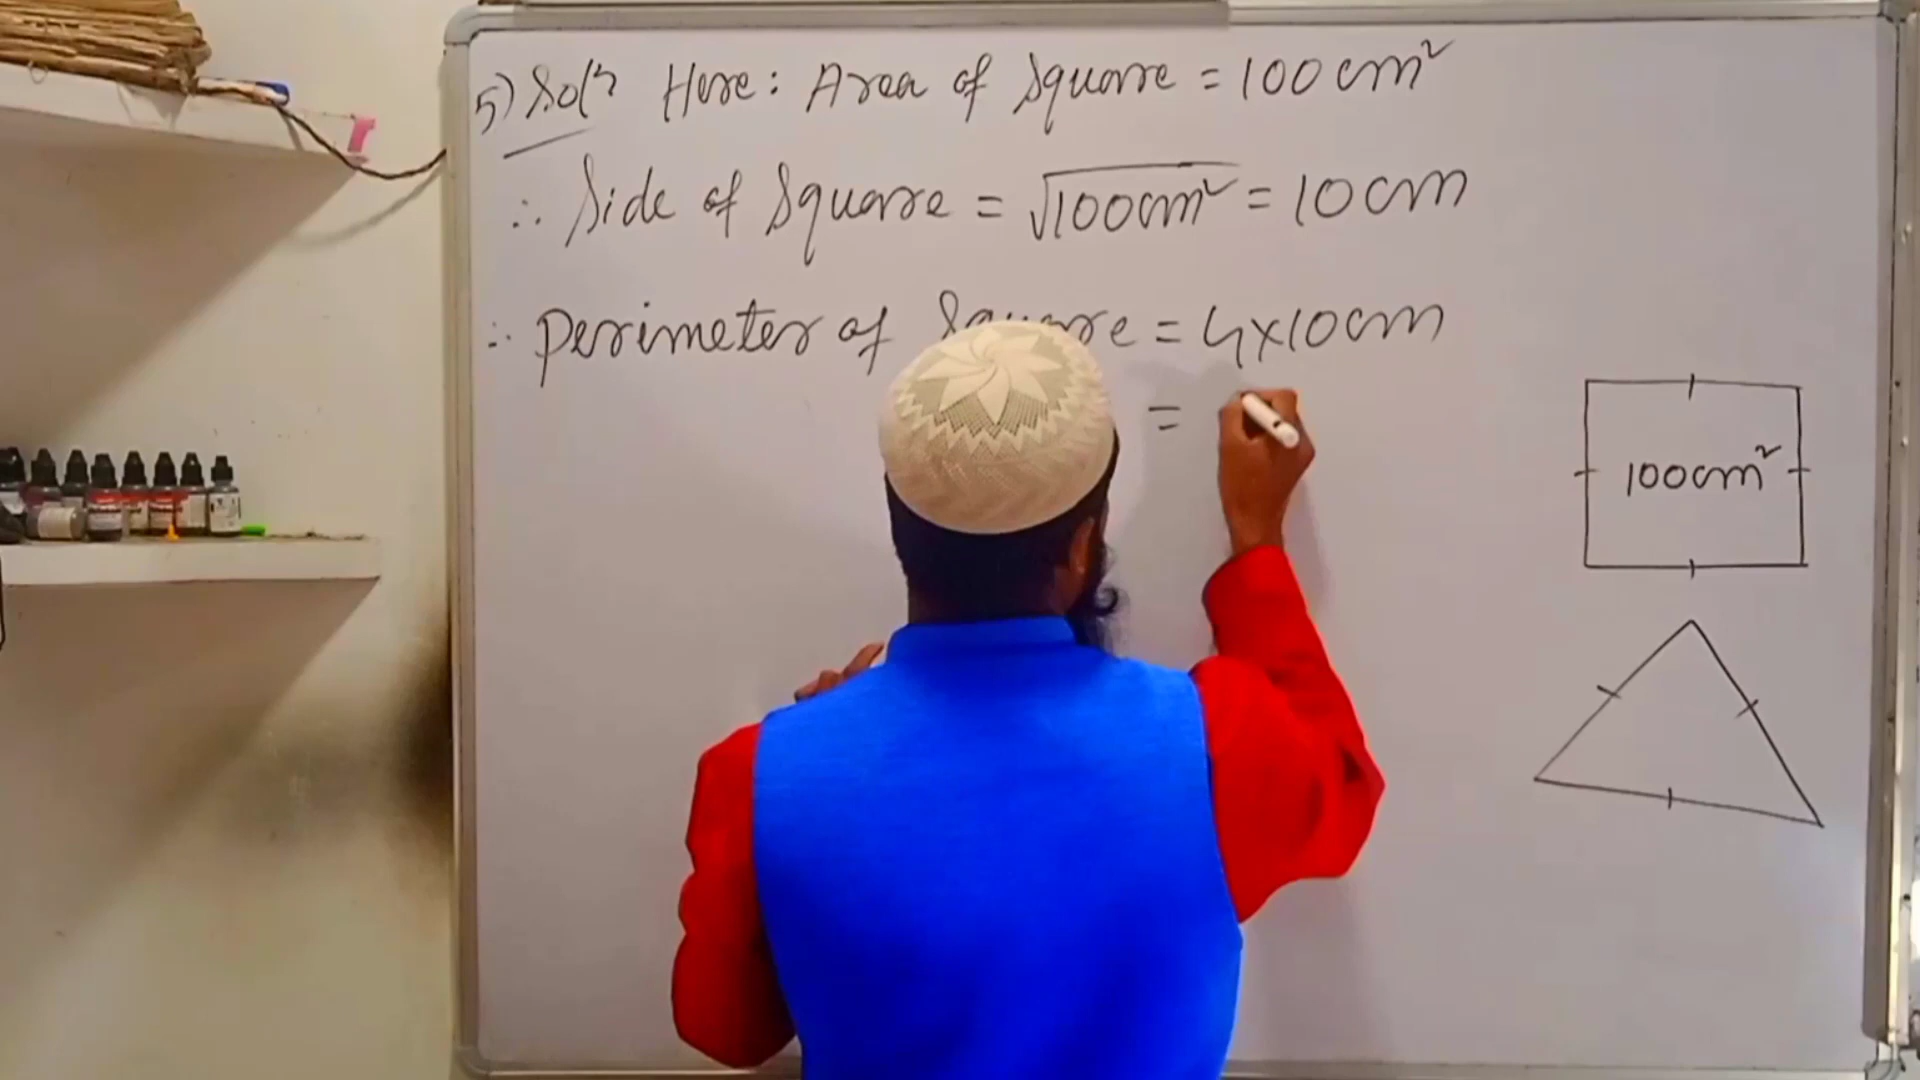 5) Solⁿ Here: Area of Square = 100 cm²
∴ Side of Square = √100cm² = 10 cm
∴ Perimeter of Square = 4×10cm
=
100cm²